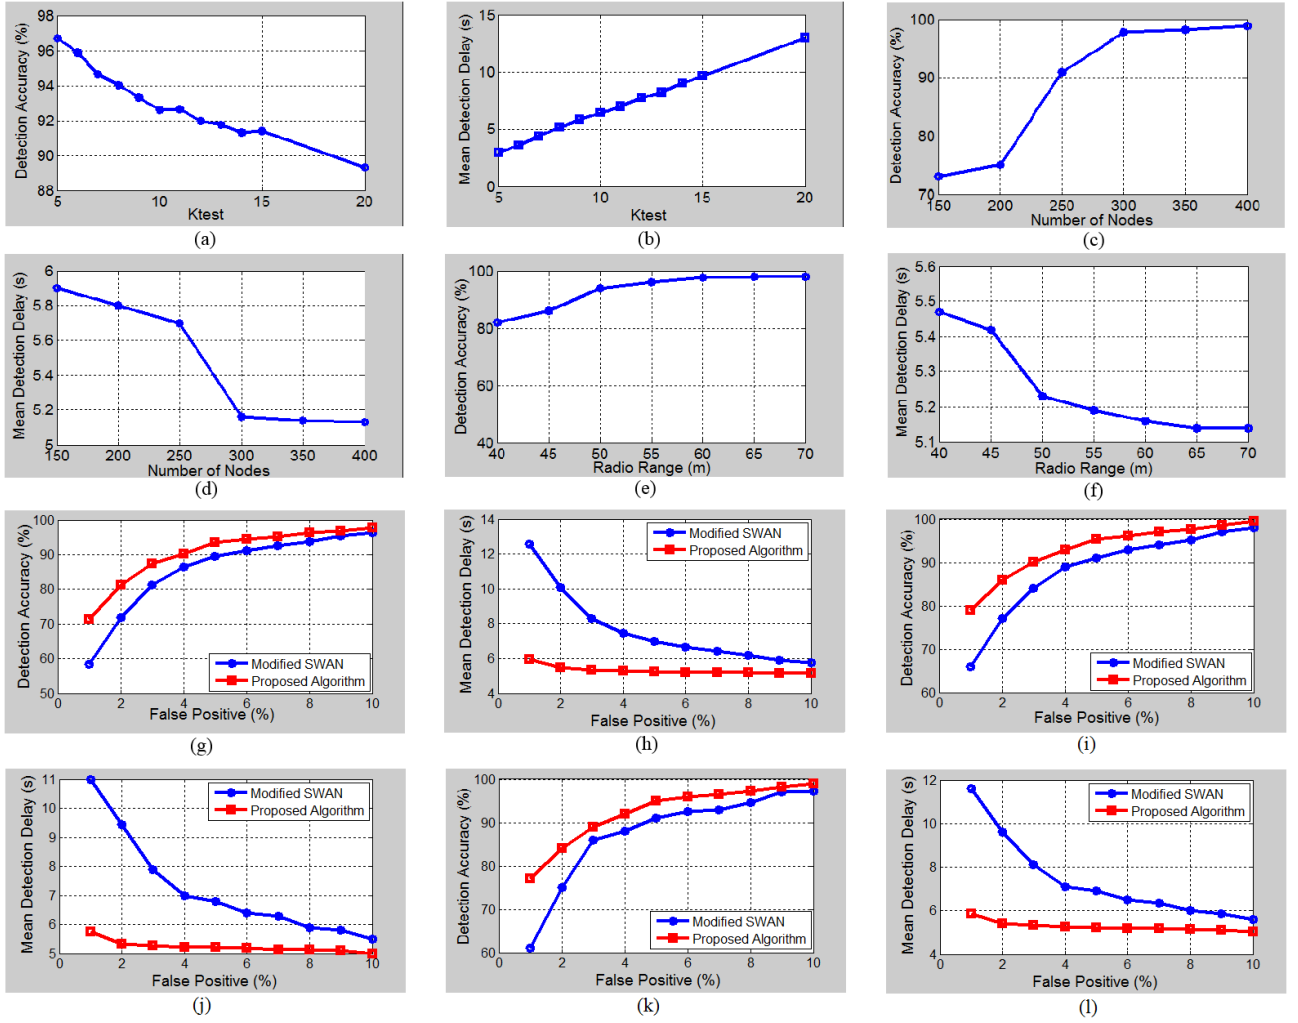 Detection Accuracy (%)
98
96
94
92
90
88
5
10
15
20
Ktest
(a)
Mean Detection Delay (s)
15
10
5
0
5
10
15
20
Ktest
(b)
Detection Accuracy (%)
100
90
80
70
150
200
250
300
350
400
Number of Nodes
(c)
Mean Detection Delay (s)
6
5.8
5.6
5.4
5.2
5
150
200
250
300
350
400
Number of Nodes
(d)
Detection Accuracy (%)
100
80
60
40
40
45
50
55
60
65
70
Radio Range (m)
(e)
Mean Detection Delay (s)
5.6
5.5
5.4
5.3
5.2
5.1
40
45
50
55
60
65
70
Radio Range (m)
(f)
Detection Accuracy (%)
100
90
80
70
60
50
0
2
4
6
8
10
False Positive (%)
Modified SWAN
Proposed Algorithm
(g)
Mean Detection Delay (s)
14
12
10
8
6
4
0
2
4
6
8
10
False Positive (%)
Modified SWAN
Proposed Algorithm
(h)
Detection Accuracy (%)
100
90
80
70
60
0
2
4
6
8
10
False Positive (%)
Modified SWAN
Proposed Algorithm
(i)
Mean Detection Delay (s)
11
10
9
8
7
6
5
0
2
4
6
8
10
False Positive (%)
Modified SWAN
Proposed Algorithm
(j)
Detection Accuracy (%)
100
90
80
70
60
0
2
4
6
8
10
False Positive (%)
Modified SWAN
Proposed Algorithm
(k)
Mean Detection Delay (s)
12
10
8
6
4
0
2
4
6
8
10
False Positive (%)
Modified SWAN
Proposed Algorithm
(l)